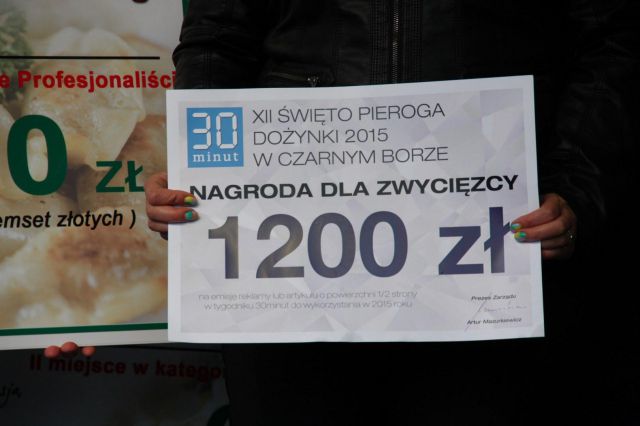 e Profesjonaliści
0 zł
emset złotych )
30
minut
XII ŚWIĘTO PIEROGA
DOŻYNKI 2015
W CZARNYM BORZE
NAGRODA DLA ZWYCIĘZCY
1200 zł
na emisję reklamy lub artykułu o powierzchni 1/2 strony
w tygodniku 30minut do wykorzystania w 2015 roku
Prezes Zarządu
Artur Mazurkiewicz
II miejsce w katego